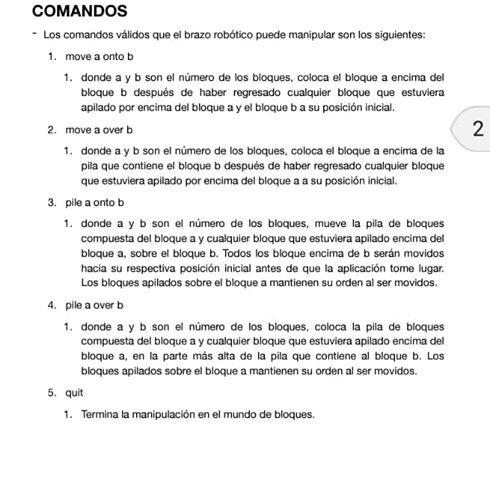 COMANDOS
- Los comandos válidos que el brazo robótico puede manipular son los siguientes:
1. move a onto b
1. donde a y b son el número de los bloques, coloca el bloque a encima del
bloque b después de haber regresado cualquier bloque que estuviera
apilado por encima del bloque a y el bloque b a su posición inicial.
2
2. move a over b
1. donde a y b son el número de los bloques, coloca el bloque a encima de la
pila que contiene el bloque b después de haber regresado cualquier bloque
que estuviera apilado por encima del bloque a a su posición inicial.
3. pile a onto b
1. donde a y b son el número de los bloques, mueve la pila de bloques
compuesta del bloque a y cualquier bloque que estuviera apilado encima del
bloque a, sobre el bloque b. Todos los bloque encima de b serán movidos
hacia su respectiva posición inicial antes de que la aplicación tome lugar.
Los bloques apilados sobre el bloque a mantienen su orden al ser movidos.
4. pile a over b
1. donde a y b son el número de los bloques, coloca la pila de bloques
compuesta del bloque a y cualquier bloque que estuviera apilado encima del
bloque a, en la parte más alta de la pila que contiene al bloque b. Los
bloques apilados sobre el bloque a mantienen su orden al ser movidos.
5. quit
1. Termina la manipulación en el mundo de bloques.